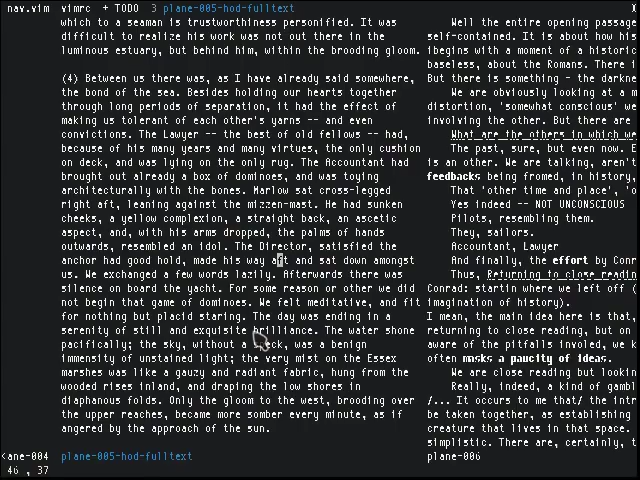 nav.vim vimrc + TODO 3 plane-005-hod-fulltext X
which to a seaman is trustworthiness personified. It was
difficult to realize his work was not out there in the
luminous estuary, but behind him, within the brooding gloom.
(4) Between us there was, as I have already said somewhere,
the bond of the sea. Besides holding our hearts together
through long periods of separation, it had the effect of
making us tolerant of each other's yarns -- and even
convictions. The Lawyer -- the best of old fellows -- had,
because of his many years and many virtues, the only cushion
on deck, and was lying on the only rug. The Accountant had
brought out already a box of dominoes, and was toying
architecturally with the bones. Marlow sat cross-legged
right aft, leaning against the mizzen-mast. He had sunken
cheeks, a yellow complexion, a straight back, an ascetic
aspect, and, with his arms dropped, the palms of hands
outwards, resembled an idol. The Director, satisfied the
anchor had good hold, made his way aft and sat down amongst
us. We exchanged a few words lazily. Afterwards there was
silence on board the yacht. For some reason or other we did
not begin that game of dominoes. We felt meditative, and fit
for nothing but placid staring. The day was ending in a
serenity of still and exquisite brilliance. The water shone
pacifically; the sky, without a speck, was a benign
immensity of unstained light; the very mist on the Essex
marshes was like a gauzy and radiant fabric, hung from the
wooded rises inland, and draping the low shores in
diaphanous folds. Only the gloom to the west, brooding over
the upper reaches, became more somber every minute, as if
angered by the approach of the sun.
Well the entire opening passage
self-contained. It is about how his
ibegins with a moment of a historic
baseless, about the Romans. There i
But there is something - the darkne
We are obviously looking at a m
distortion, 'somewhat conscious' we
involving the other. But there are
What are the others in which we
The past, sure, but even now. E
is an other. We are talking, aren't
feedbacks being fromed, in history,
That 'other time and place', 'o
Yes indeed -- NOT UNCONSCIOUS
Pilots, resembling them.
They, sailors.
Accountant, Lawyer
And finally, the effort by Conr
Thus, Returning to close readin
Conrad: startin where we left off (
imagination of history).
I mean, the main idea here is that,
returning to close reading, but on
aware of the pitfalls involved, we k
often masks a paucity of ideas.
We are close reading but lookin
Really, indeed, a kind of gambl
/... It occurs to me that/ the intr
be taken together, as establishing
creature that lives in that space.
simplistic. There are, certainly, t
<ane-004 plane-005-hod-fulltext plane-006
46 , 37